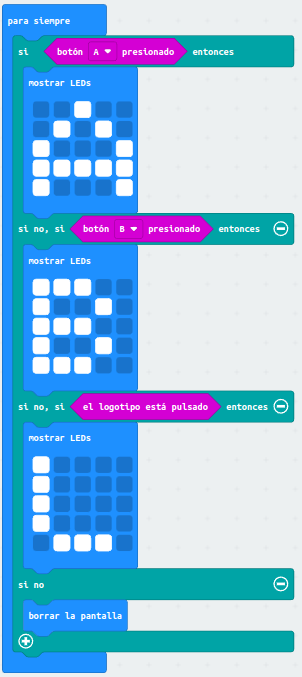 para siempre
si botón A presionado entonces
mostrar LEDs
si no, si botón B presionado entonces
mostrar LEDs
si no, si el logotipo está pulsado entonces
mostrar LEDs
si no
borrar la pantalla